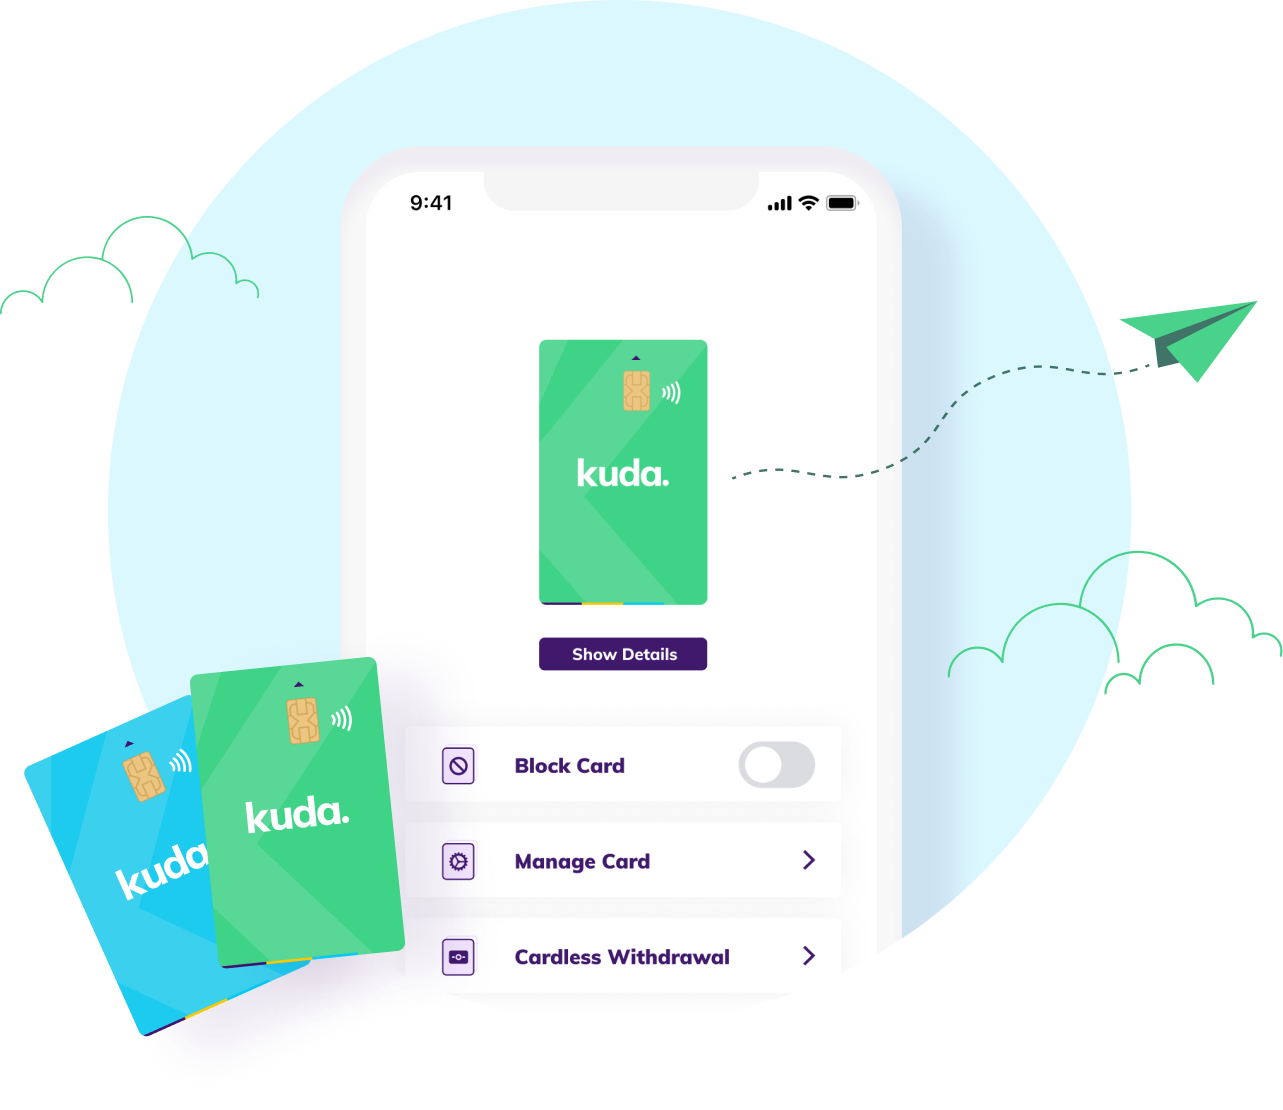 9:41
kuda.
Show Details
Block Card
Manage Card
Cardless Withdrawal
kuda.
kuda